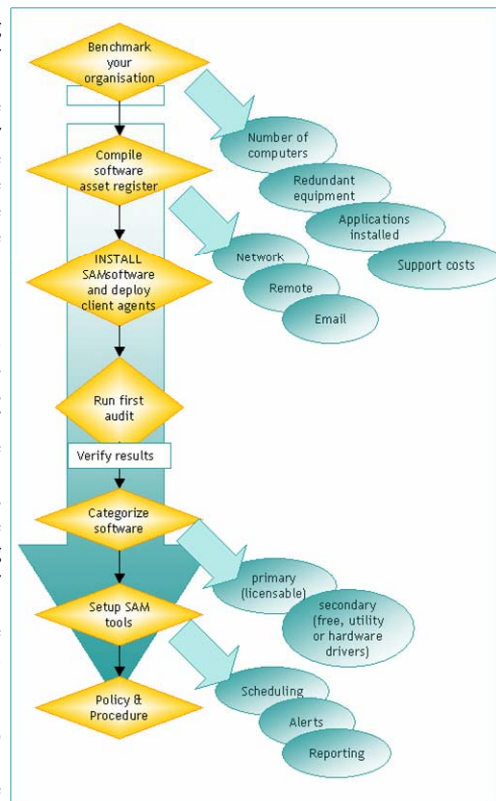 Benchmark
your
organisation
Number of
computers
Redundant
equipment
Applications
installed
Support costs
Compile
software
asset register
Network
Remote
Email
INSTALL
SAMsoftware
and deploy
client agents
Run first
audit
Verify results
Categorize
software
primary
(licensable)
secondary
(free, utility
or hardware
drivers)
Setup SAM
tools
Scheduling
Alerts
Reporting
Policy &
Procedure